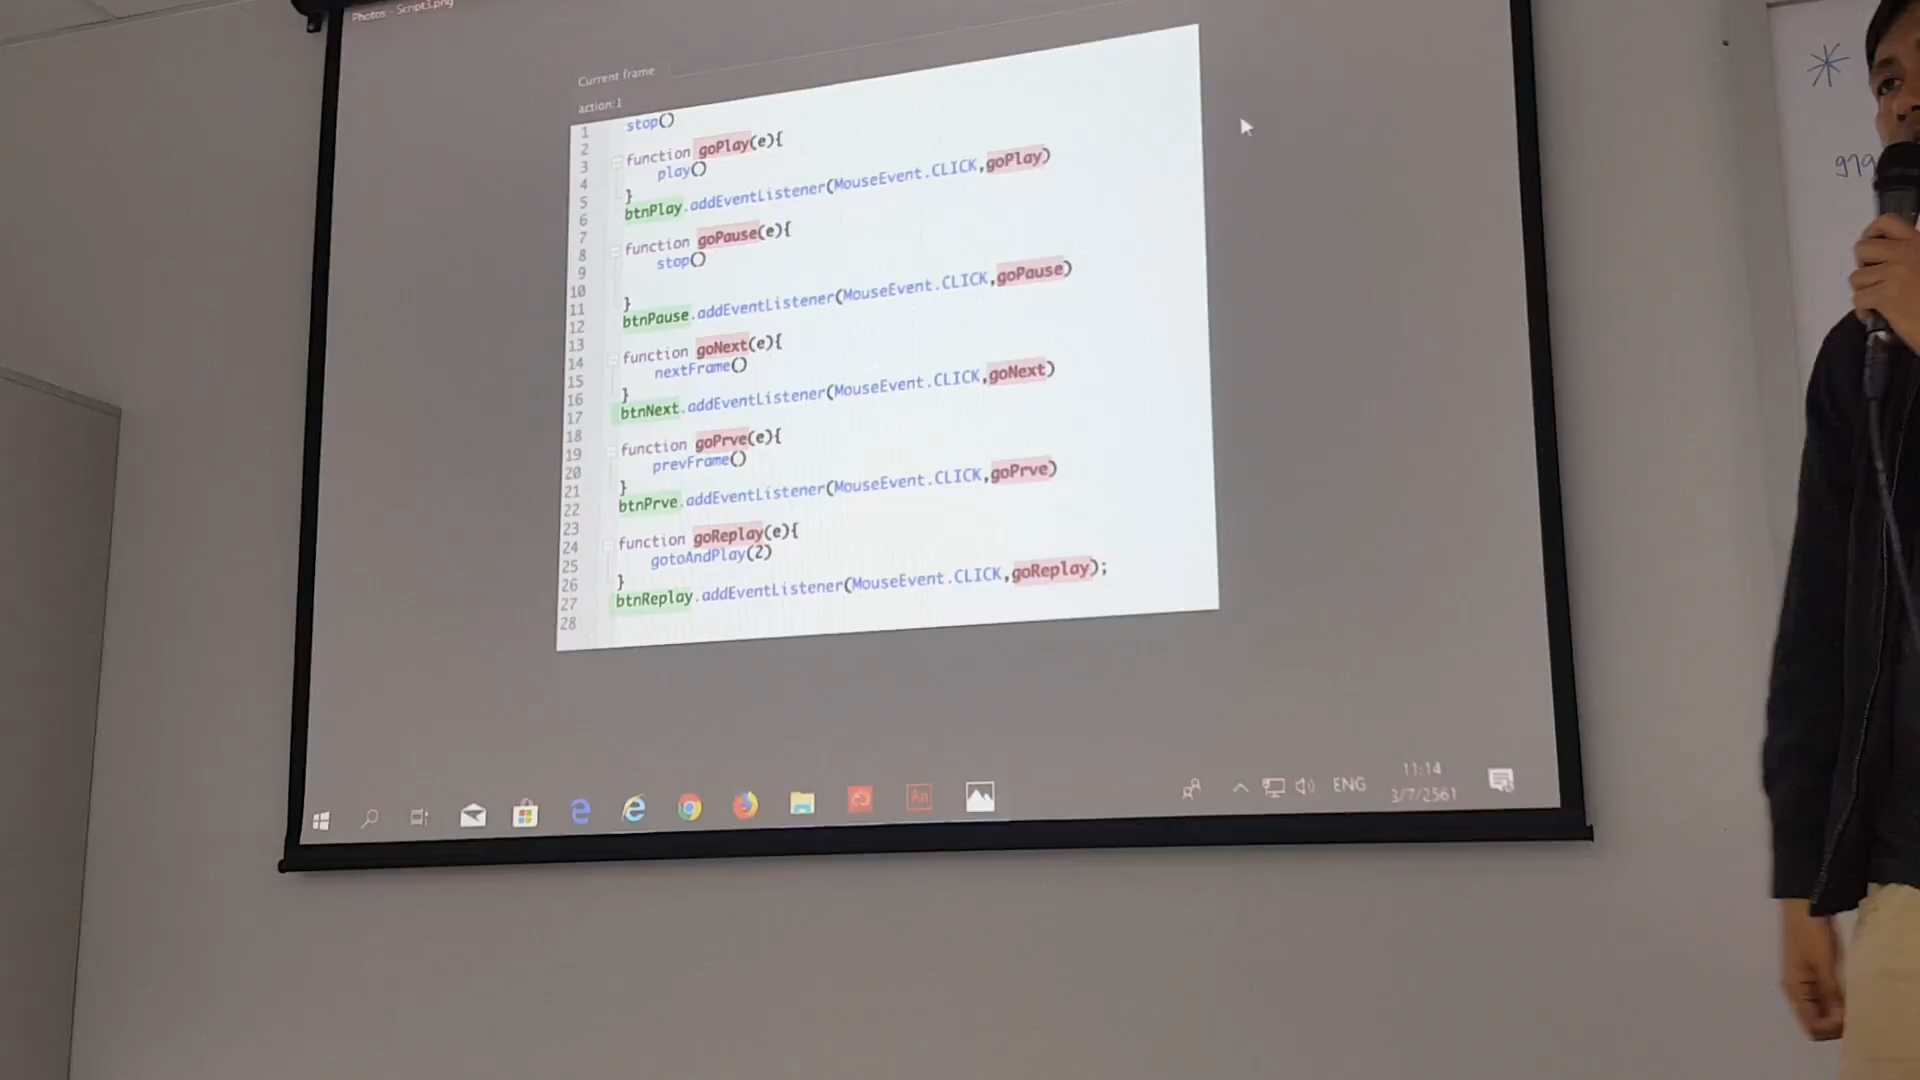 Photos - Script3.png
Current frame
action:1
1 stop()
2
3 function goPlay(e){
4 play()
5 }
6 btnPlay.addEventListener(MouseEvent.CLICK,goPlay)
7
8 function goPause(e){
9 stop()
10
11 }
12 btnPause.addEventListener(MouseEvent.CLICK,goPause)
13
14 function goNext(e){
15 nextFrame()
16 }
17 btnNext.addEventListener(MouseEvent.CLICK,goNext)
18
19 function goPrve(e){
20 prevFrame()
21 }
22 btnPrve.addEventListener(MouseEvent.CLICK,goPrve)
23
24 function goReplay(e){
25 gotoAndPlay(2)
26 }
27 btnReplay.addEventListener(MouseEvent.CLICK,goReplay);
28
An
ENG
11:14
3/7/2561